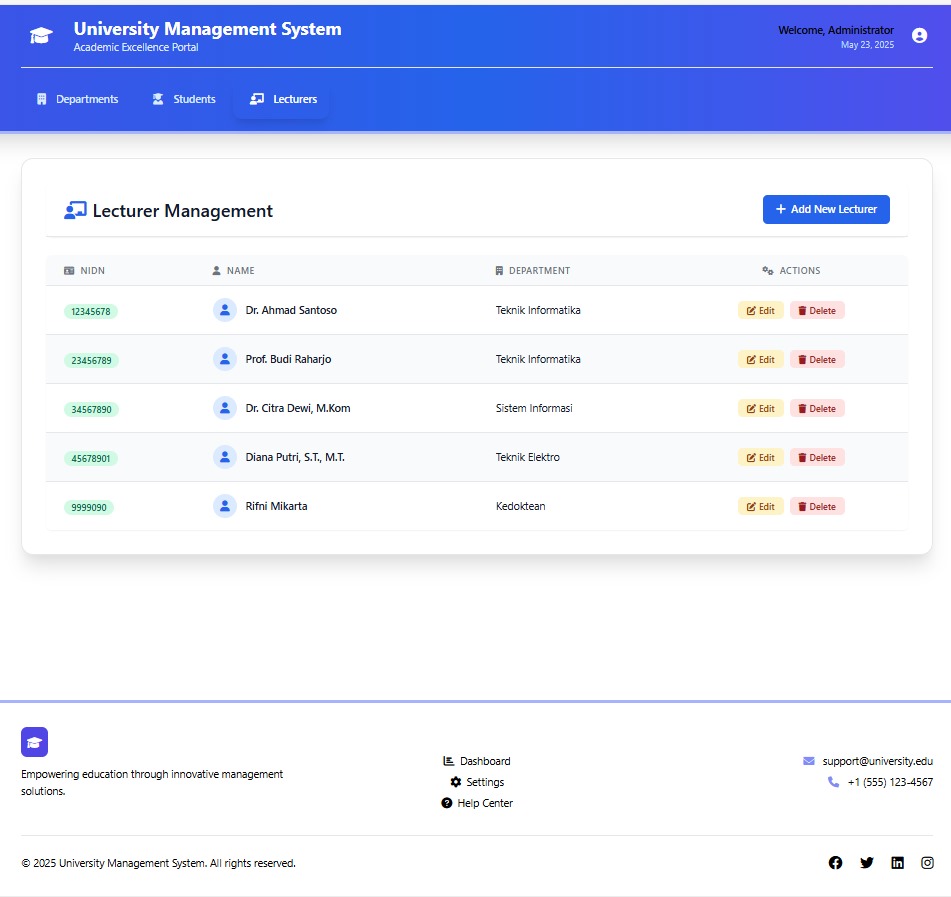 University Management System
Academic Excellence Portal
Welcome, Administrator
May 23, 2025
Departments Students Lecturers
Lecturer Management
Add New Lecturer
NIDN NAME DEPARTMENT ACTIONS
12345678 Dr. Ahmad Santoso Teknik Informatika Edit Delete
23456789 Prof. Budi Raharjo Teknik Informatika Edit Delete
34567890 Dr. Citra Dewi, M.Kom Sistem Informasi Edit Delete
45678901 Diana Putri, S.T., M.T. Teknik Elektro Edit Delete
9999090 Rifni Mikarta Kedoktean Edit Delete
Empowering education through innovative management
solutions.
Dashboard
Settings
Help Center
support@university.edu
+1 (555) 123-4567
© 2025 University Management System. All rights reserved.